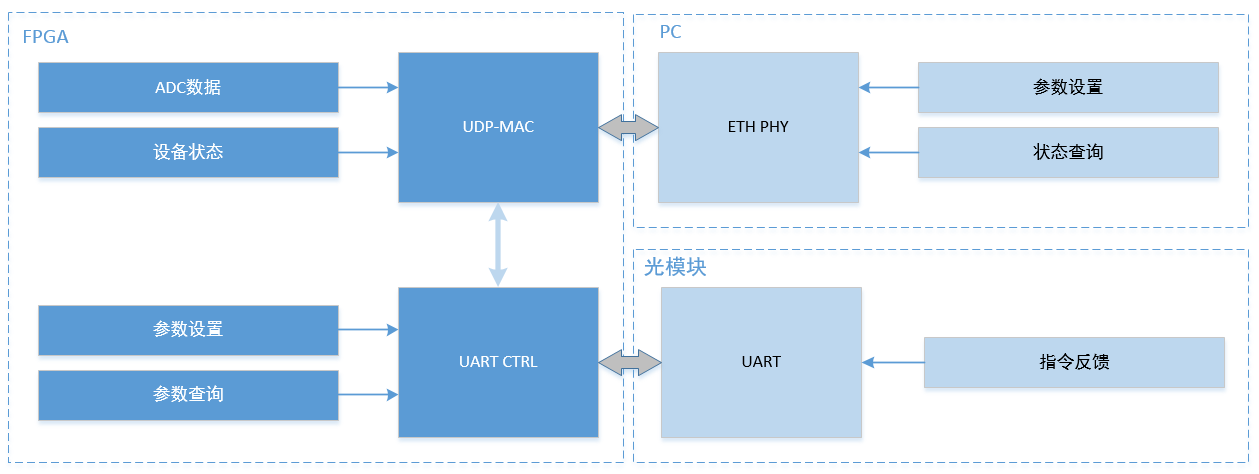 FPGA
ADC数据
设备状态
UDP-MAC
参数设置
参数查询
UART CTRL
PC
ETH PHY
参数设置
状态查询
光模块
UART
指令反馈